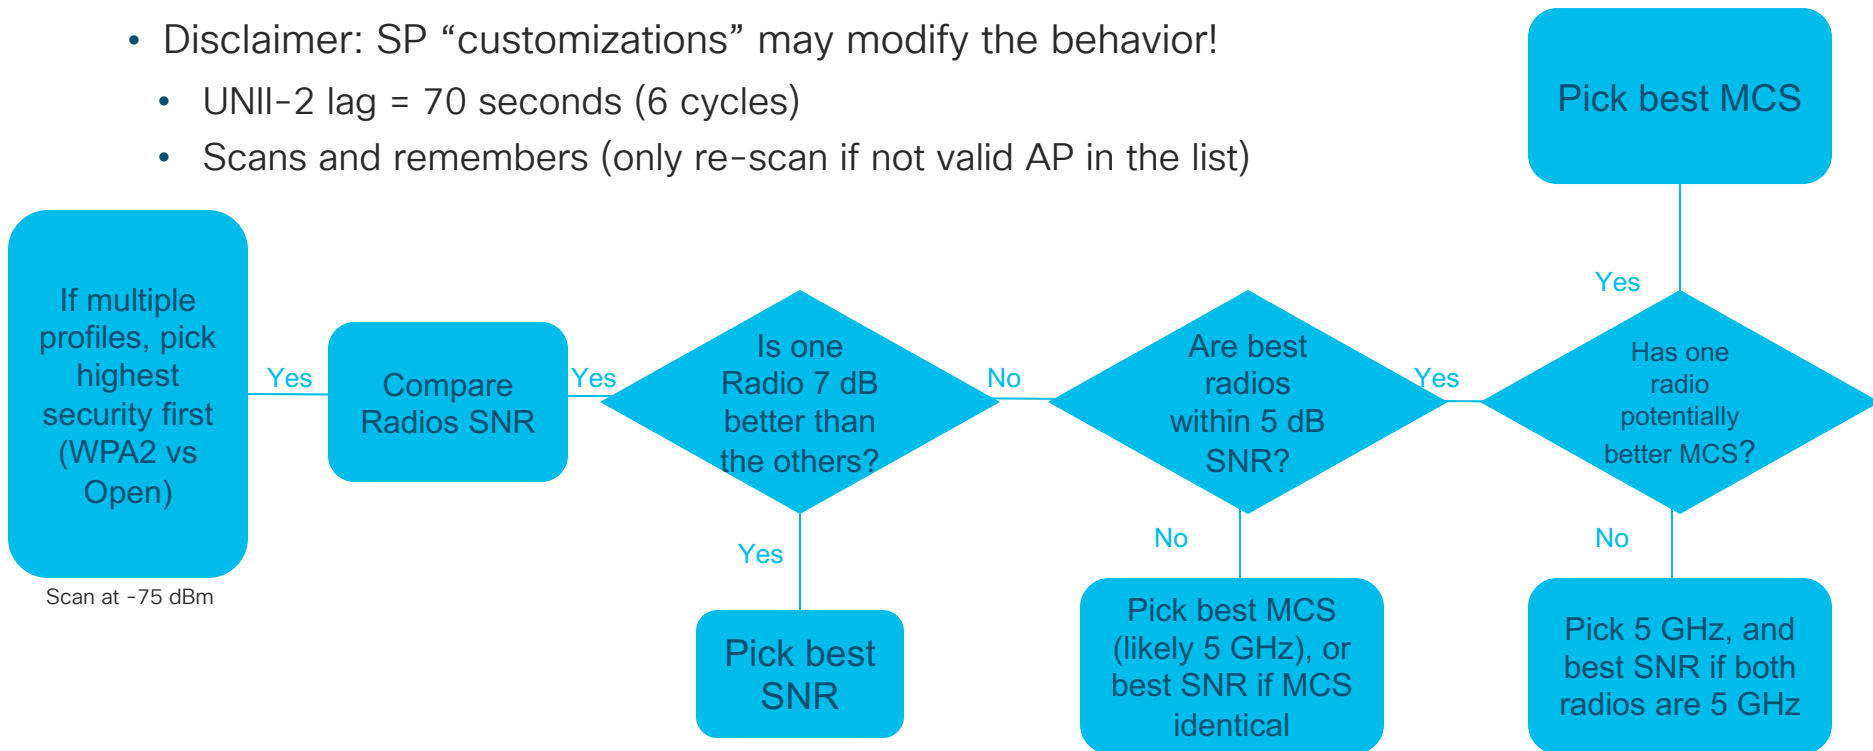 • Disclaimer: SP “customizations” may modify the behavior!
• UNII-2 lag = 70 seconds (6 cycles)
• Scans and remembers (only re-scan if not valid AP in the list)
Pick best MCS
If multiple
profiles, pick
highest
security first
(WPA2 vs
Open)
Scan at -75 dBm
Yes
Compare
Radios SNR
Yes
Is one
Radio 7 dB
better than
the others?
Yes
Pick best
SNR
No
Are best
radios
within 5 dB
SNR?
No
Pick best MCS
(likely 5 GHz), or
best SNR if MCS
identical
Yes
Has one
radio
potentially
better MCS?
Yes
No
Pick 5 GHz, and
best SNR if both
radios are 5 GHz